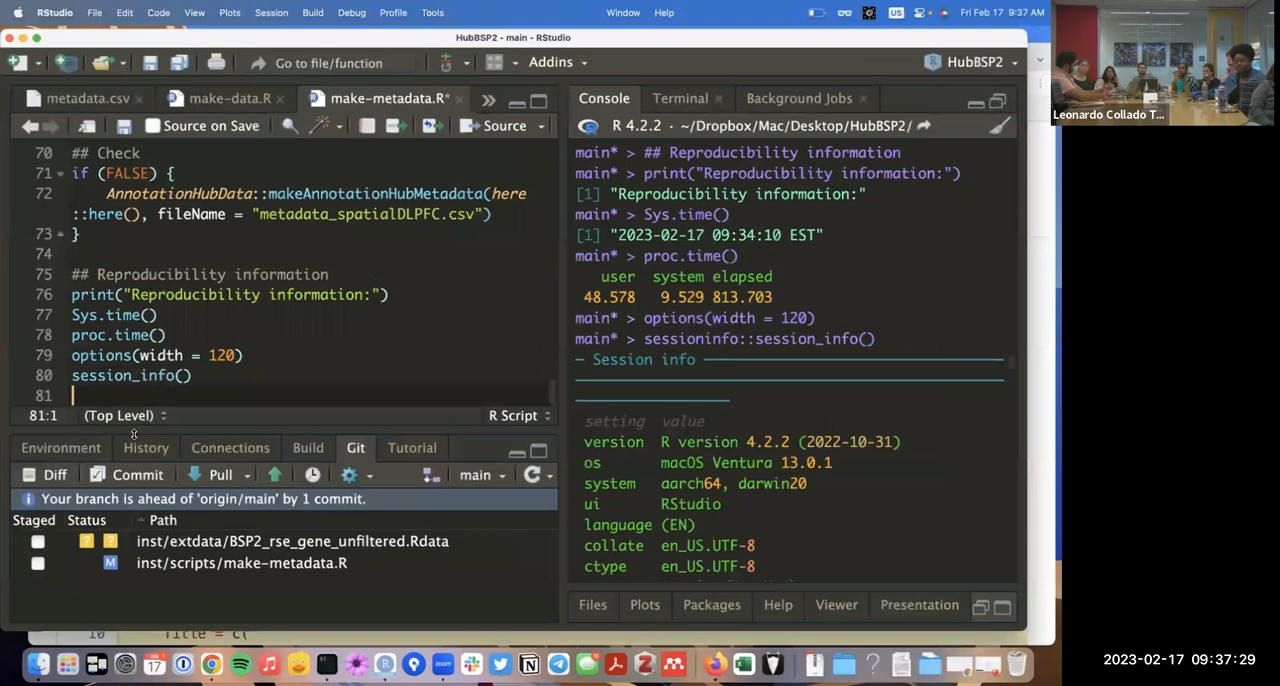 RStudio File Edit Code View Plots Session Build Debug Profile Tools Window Help US Fri Feb 17 9:37 AM
HubBSP2 - main - RStudio
Go to file/function Addins HubBSP2
metadata.csv make-data.R make-metadata.R*
Source on Save Source
70 ## Check
71 if (FALSE) {
72 AnnotationHubData::makeAnnotationHubMetadata(here
::here(), fileName = "metadata_spatialDLPFC.csv")
73 }
74
75 ## Reproducibility information
76 print("Reproducibility information:")
77 Sys.time()
78 proc.time()
79 options(width = 120)
80 session_info()
81
81:1 (Top Level) R Script
Environment History Connections Build Git Tutorial
Diff Commit Pull main
Your branch is ahead of 'origin/main' by 1 commit.
Staged Status Path
? ? inst/extdata/BSP2_rse_gene_unfiltered.Rdata
M inst/scripts/make-metadata.R
Console Terminal Background Jobs
R 4.2.2 · ~/Dropbox/Mac/Desktop/HubBSP2/
main* > ## Reproducibility information
main* > print("Reproducibility information:")
[1] "Reproducibility information:"
main* > Sys.time()
[1] "2023-02-17 09:34:10 EST"
main* > proc.time()
user system elapsed
48.578 9.529 813.703
main* > options(width = 120)
main* > sessioninfo::session_info()
─ Session info
setting value
version R version 4.2.2 (2022-10-31)
os macOS Ventura 13.0.1
system aarch64, darwin20
ui RStudio
language (EN)
collate en_US.UTF-8
ctype en_US.UTF-8
Files Plots Packages Help Viewer Presentation
10 Title = c(
17
zoom
Leonardo Collado T...
2023-02-17 09:37:29